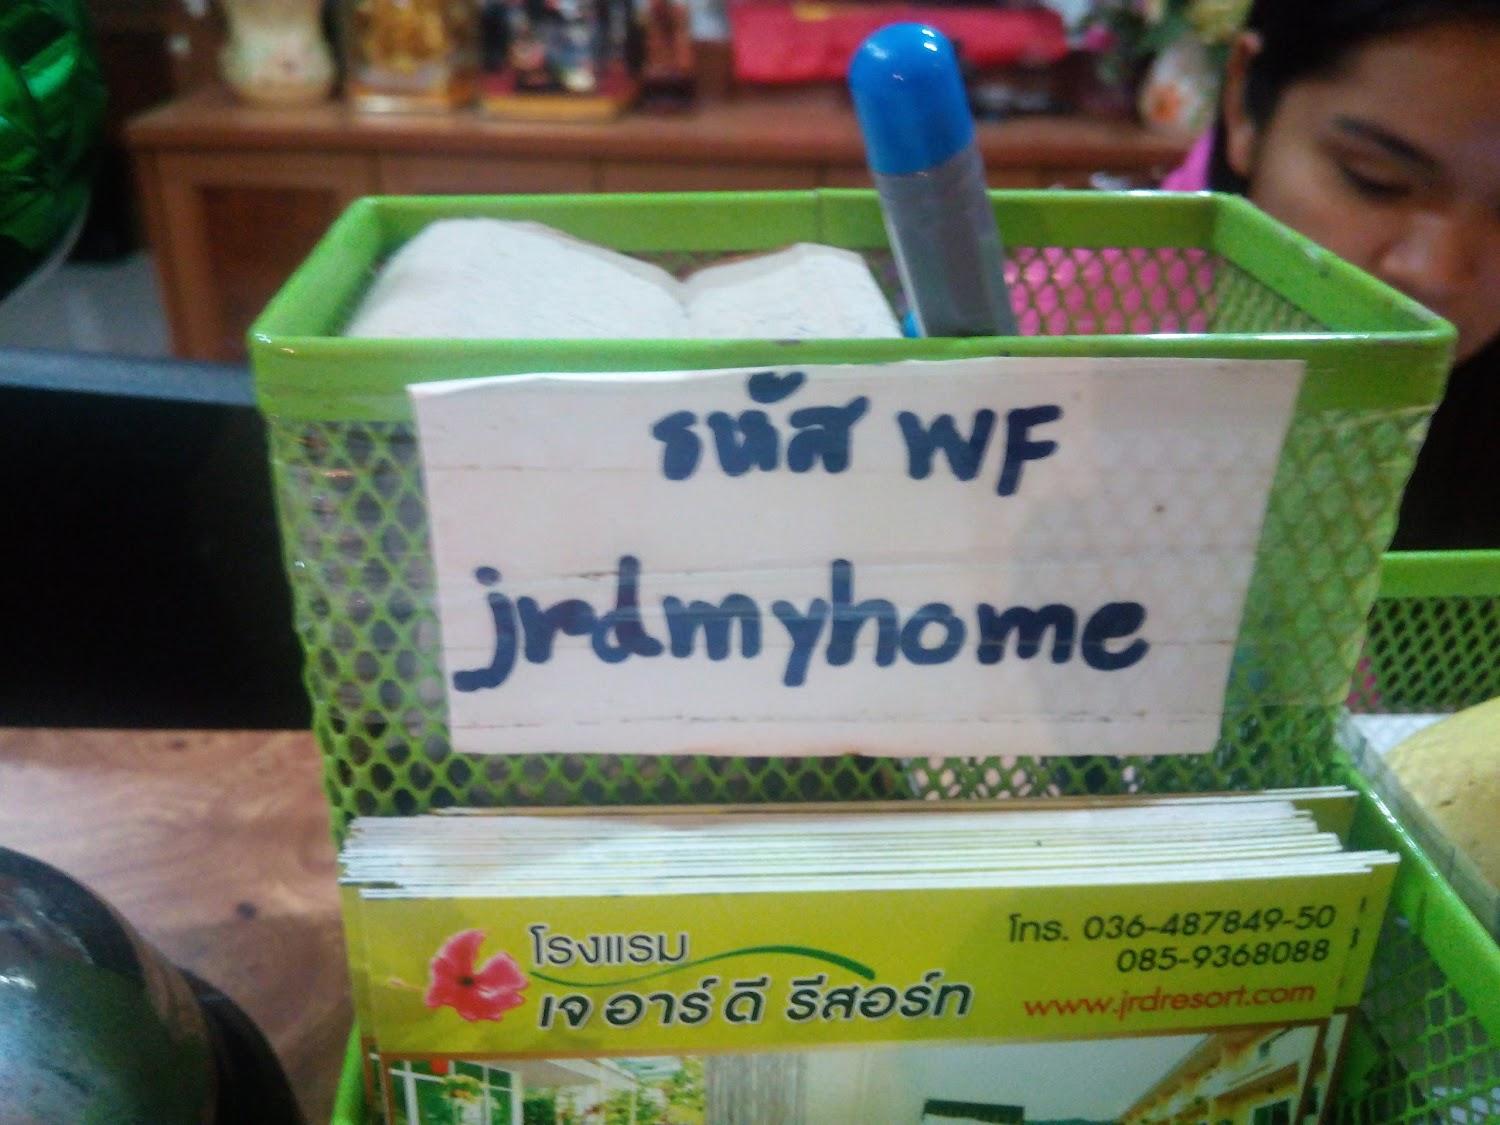 รหัส WF
jrdmyhome
โรงแรม
เจ อาร์ ดี รีสอร์ท
โทร. 036-487849-50
085-9368088
www.jrdresort.com